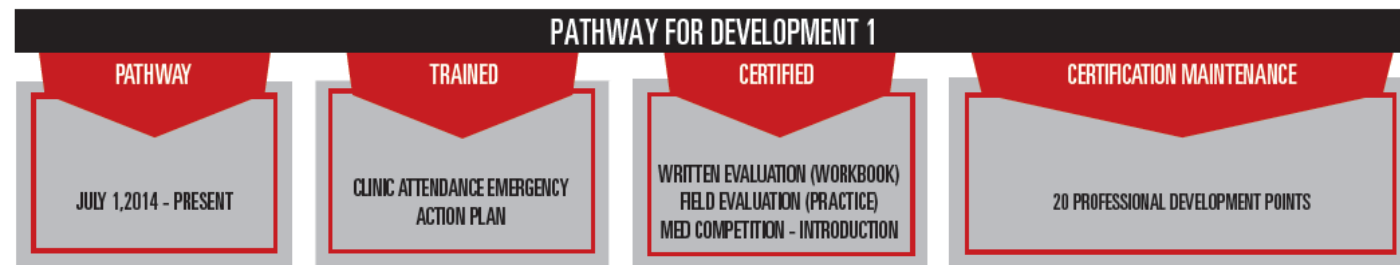 PATHWAY FOR DEVELOPMENT 1
PATHWAY
JULY 1,2014 - PRESENT
TRAINED
CLINIC ATTENDANCE EMERGENCY
ACTION PLAN
CERTIFIED
WRITTEN EVALUATION (WORKBOOK)
FIELD EVALUATION (PRACTICE)
MED COMPETITION - INTRODUCTION
CERTIFICATION MAINTENANCE
20 PROFESSIONAL DEVELOPMENT POINTS